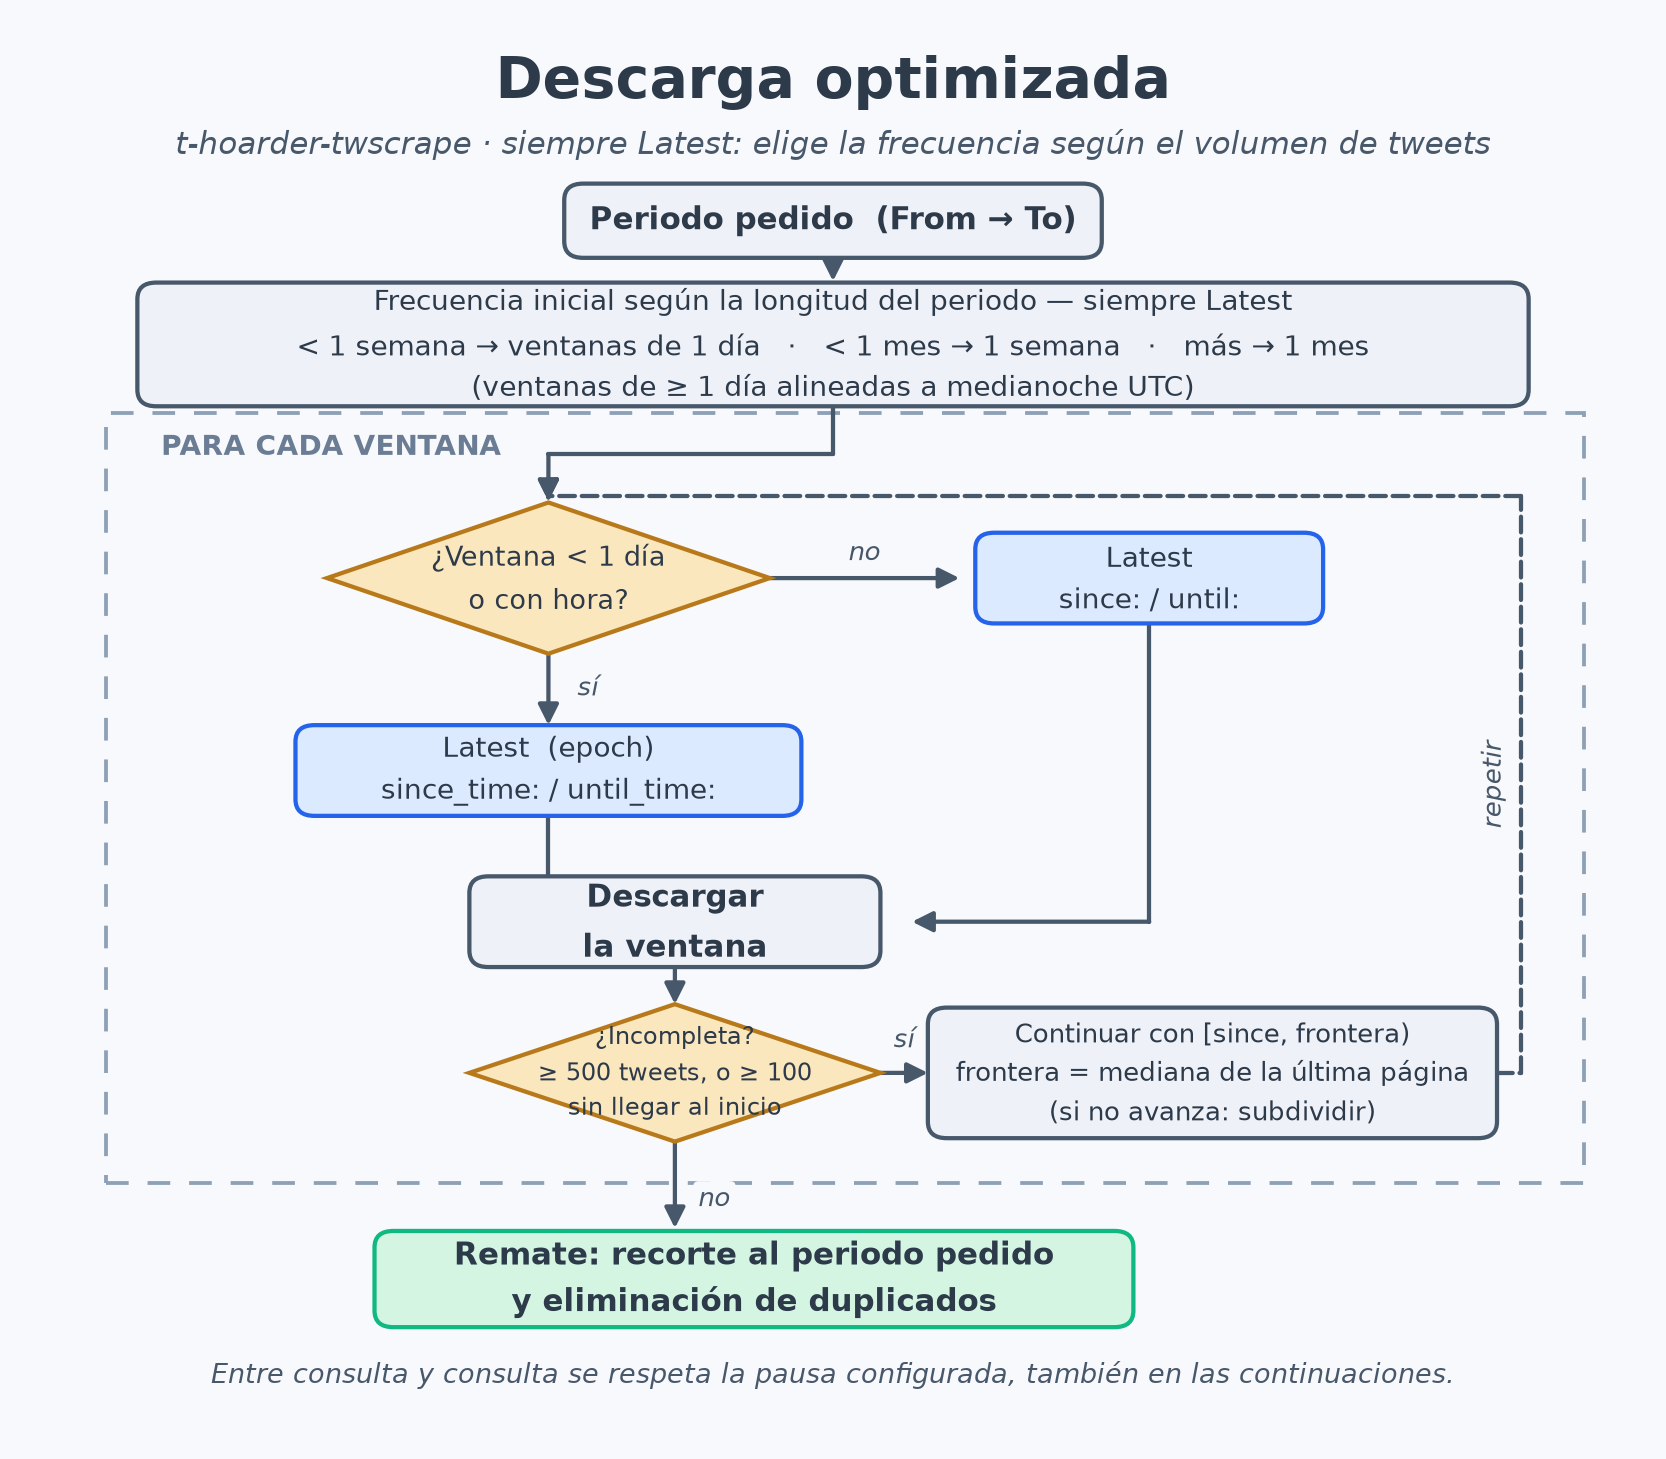 Descarga optimizada
t-hoarder-twscrape · siempre Latest: elige la frecuencia según el volumen de tweets
Periodo pedido (From → To)
Frecuencia inicial según la longitud del periodo — siempre Latest
< 1 semana → ventanas de 1 día · < 1 mes → 1 semana · más → 1 mes
(ventanas de ≥ 1 día alineadas a medianoche UTC)
PARA CADA VENTANA
¿Ventana < 1 día
o con hora?
no
Latest
since: / until:
sí
Latest (epoch)
since_time: / until_time:
repetir
Descargar
la ventana
¿Incompleta?
≥ 500 tweets, o ≥ 100
sin llegar al inicio
sí
Continuar con [since, frontera)
frontera = mediana de la última página
(si no avanza: subdividir)
no
Remate: recorte al periodo pedido
y eliminación de duplicados
Entre consulta y consulta se respeta la pausa configurada, también en las continuaciones.